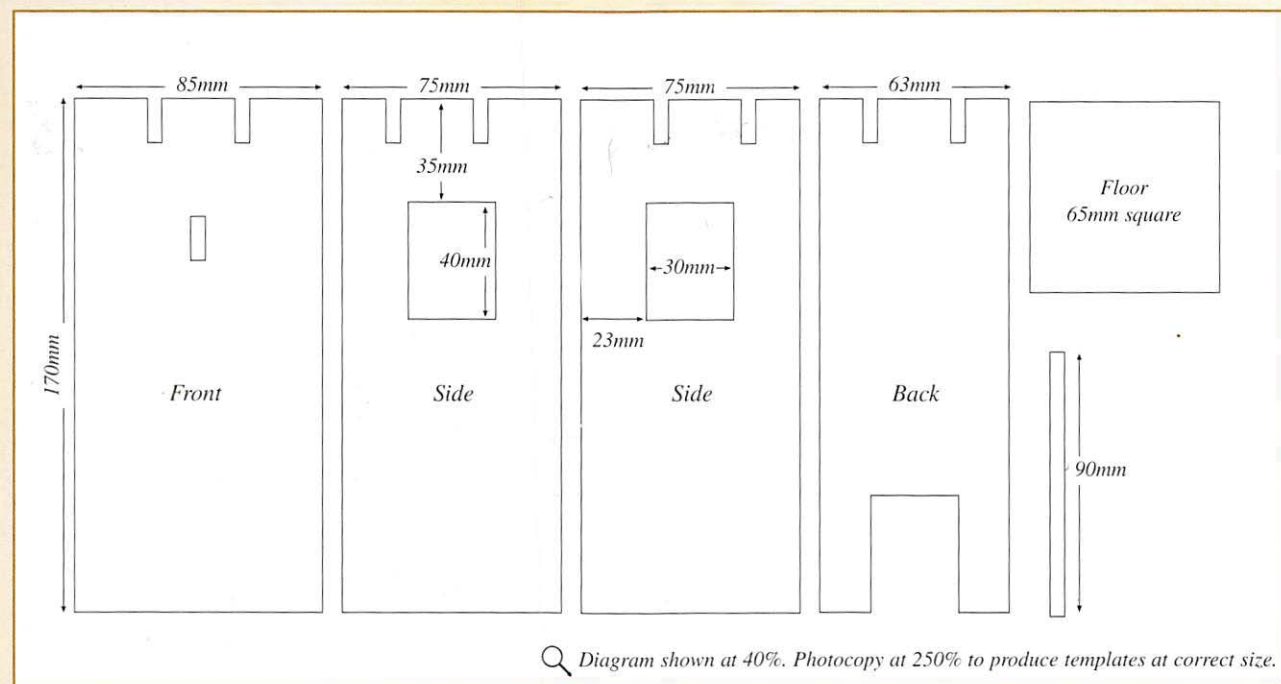 85mm
75mm
75mm
63mm
35mm
Floor
65mm square
40mm
30mm
23mm
170mm
Front
Side
Side
Back
90mm
Diagram shown at 40%. Photocopy at 250% to produce templates at correct size.